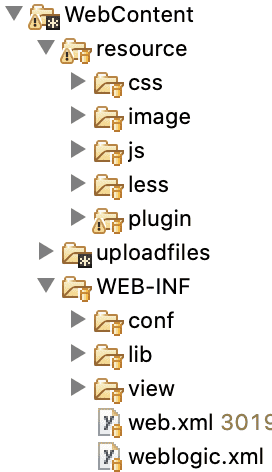 WebContent
resource
css
image
js
less
plugin
uploadfiles
WEB-INF
conf
lib
view
web.xml 3019
weblogic.xml